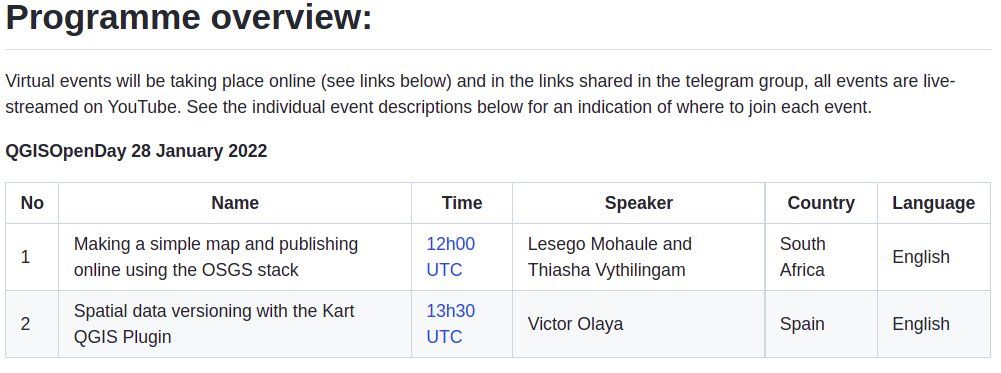 Programme overview:
Virtual events will be taking place online (see links below) and in the links shared in the telegram group, all events are live-
streamed on YouTube. See the individual event descriptions below for an indication of where to join each event.
QGISOpenDay 28 January 2022
No Name Time Speaker Country Language
1 Making a simple map and publishing online using the OSGS stack 12h00 UTC Lesego Mohaule and Thiasha Vythilingam South Africa English
2 Spatial data versioning with the Kart QGIS Plugin 13h30 UTC Victor Olaya Spain English